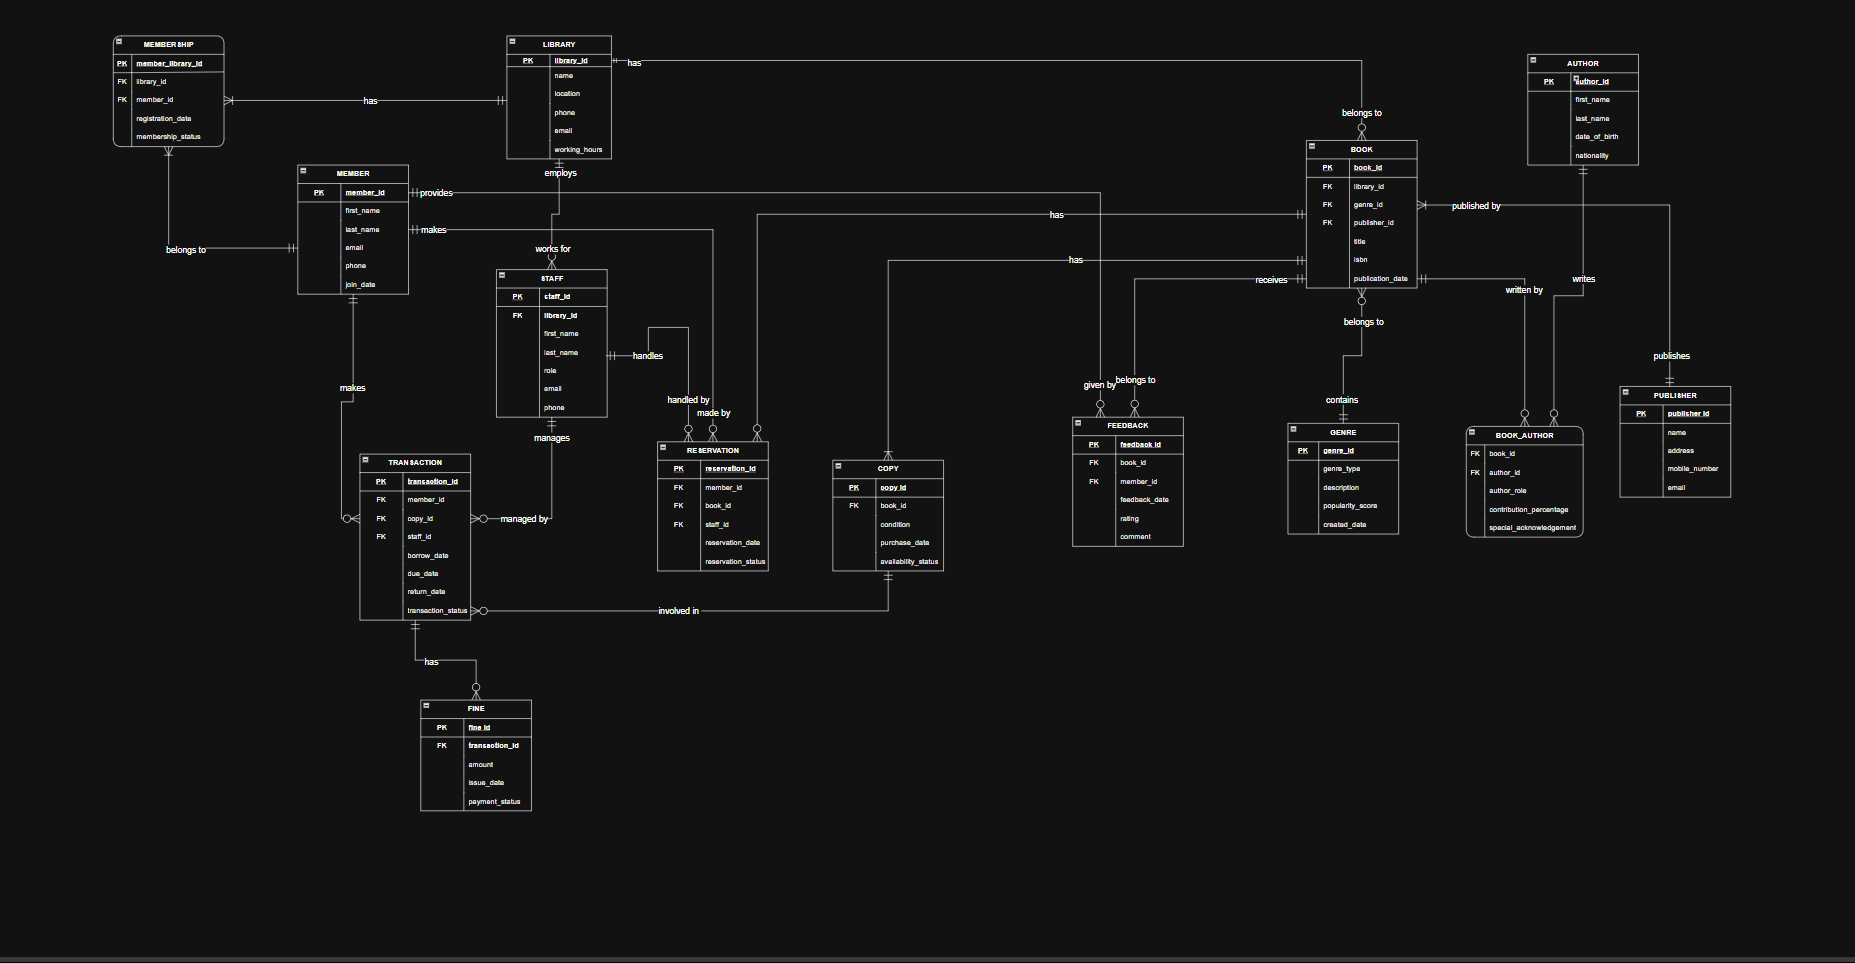 MEMBERSHIP
PK member_library_id
FK library_id
FK member_id
registration_date
membership_status
LIBRARY
PK library_id
name
location
phone
email
working_hours
has
has
belongs to
AUTHOR
PK author_id
first_name
last_name
date_of_birth
nationality
MEMBER
PK member_id
first_name
last_name
email
phone
join_date
employs
provides
makes
belongs to
works for
BOOK
PK book_id
FK library_id
FK genre_id
FK publisher_id
title
isbn
publication_date
published by
has
has
receives
written by
writes
belongs to
publishes
STAFF
PK staff_id
FK library_id
first_name
last_name
role
email
phone
handles
makes
handled by
made by
manages
given by
belongs to
contains
PUBLISHER
PK publisher_id
name
address
mobile_number
email
TRANSACTION
PK transaction_id
FK member_id
FK copy_id
FK staff_id
borrow_date
due_date
return_date
transaction_status
managed by
RESERVATION
PK reservation_id
FK member_id
FK book_id
FK staff_id
reservation_date
reservation_status
COPY
PK copy_id
FK book_id
condition
purchase_date
availability_status
FEEDBACK
PK feedback_id
FK book_id
FK member_id
feedback_date
rating
comment
GENRE
PK genre_id
genre_type
description
popularity_score
created_date
BOOK_AUTHOR
FK book_id
FK author_id
author_role
contribution_percentage
special_acknowledgement
involved in
has
FINE
PK fine_id
FK transaction_id
amount
issue_date
payment_status